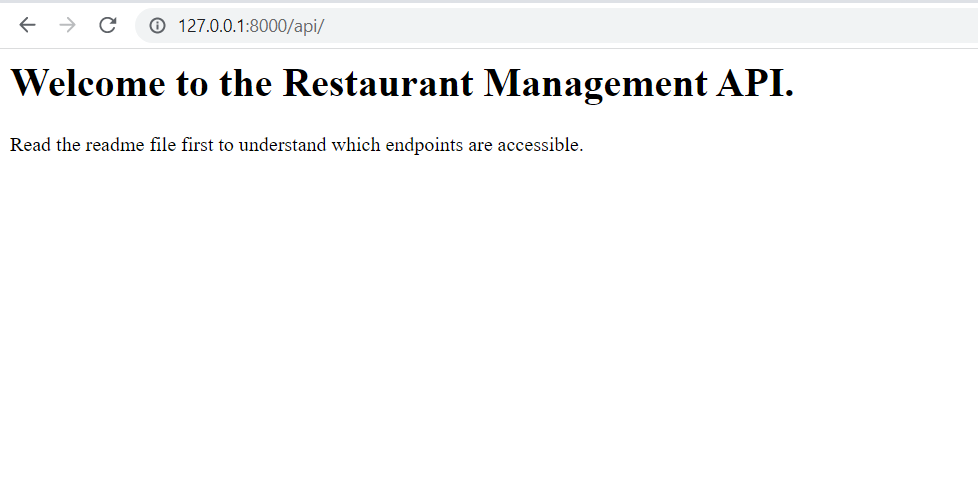 127.0.0.1:8000/api/
Welcome to the Restaurant Management API.
Read the readme file first to understand which endpoints are accessible.